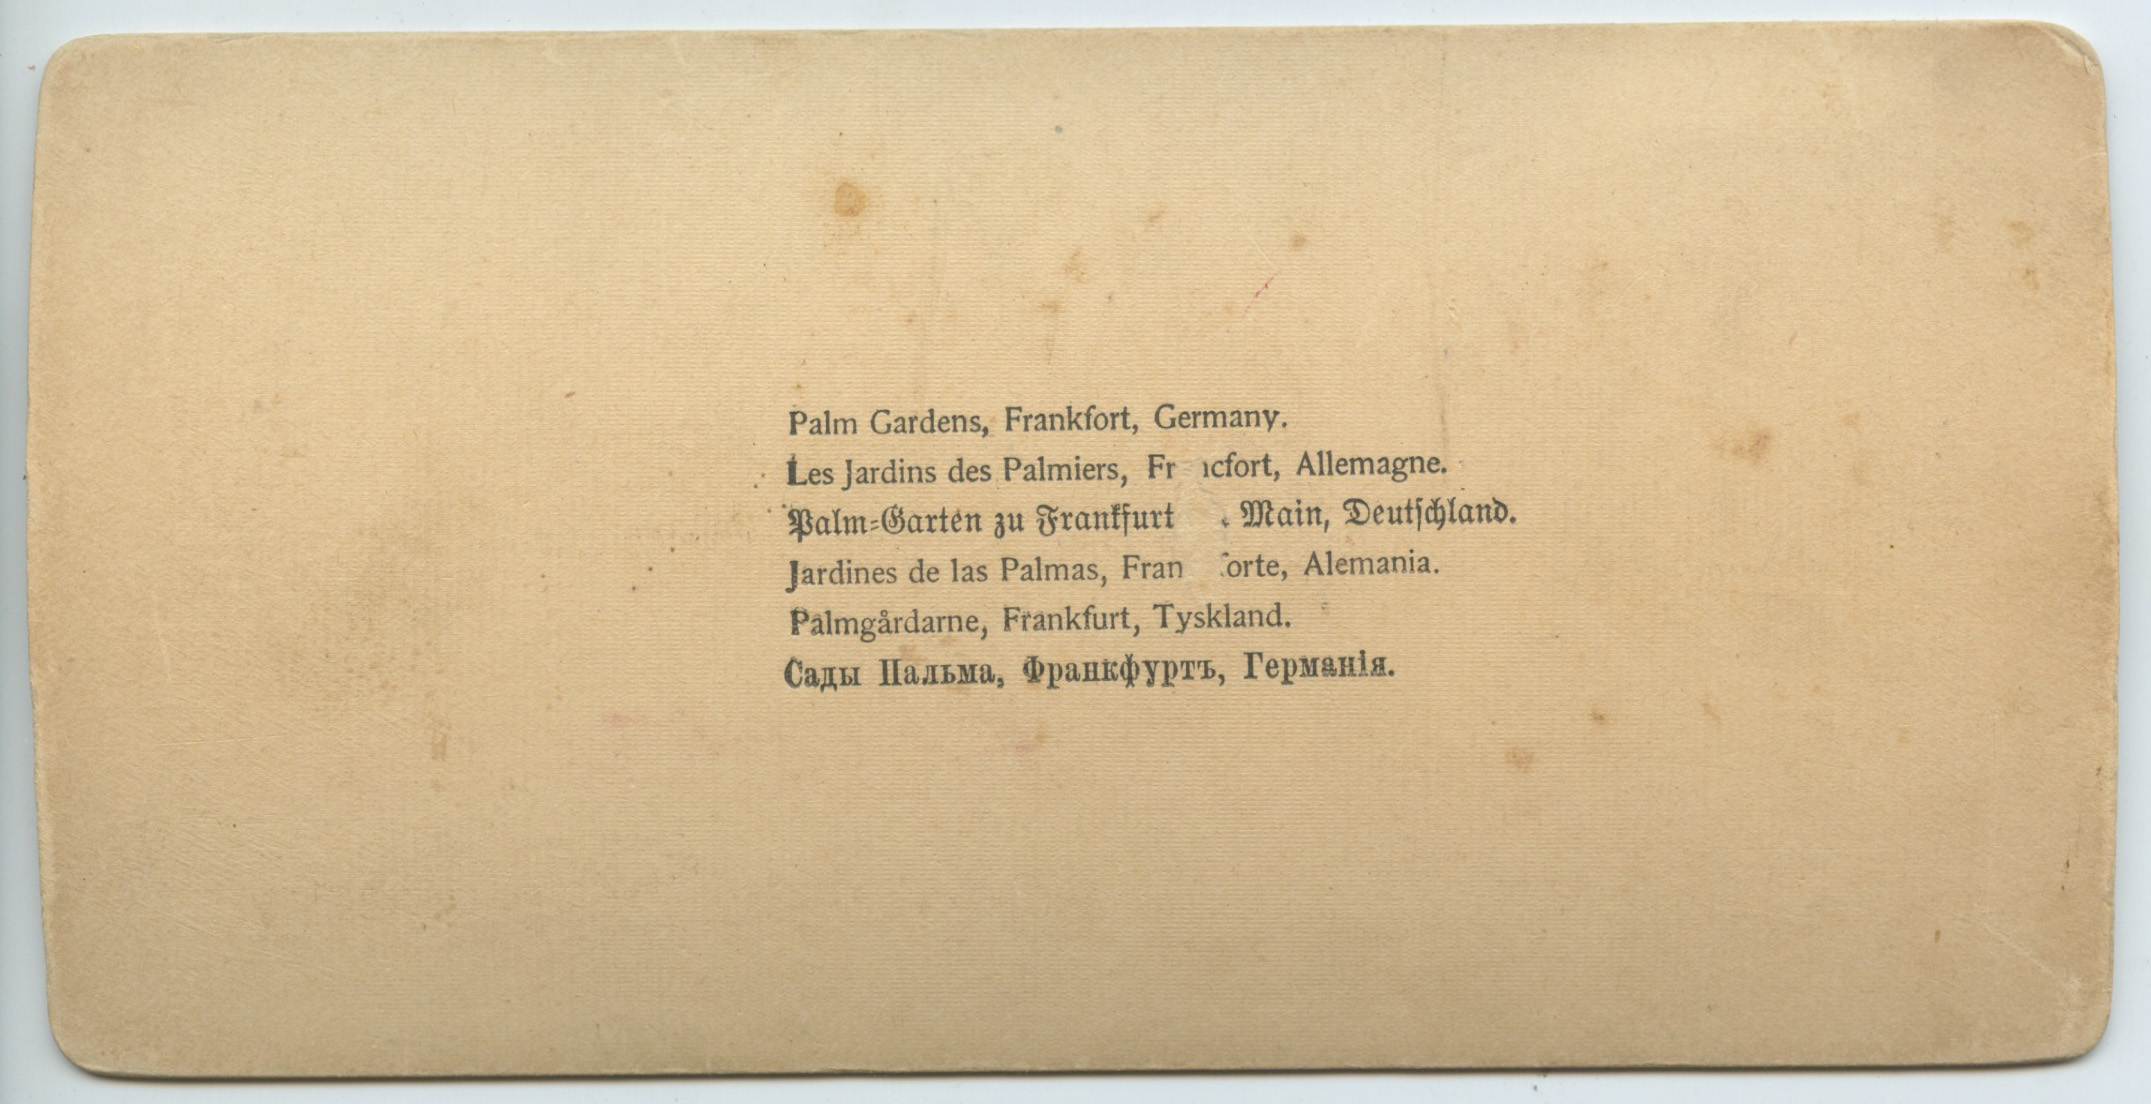 Palm Gardens, Frankfort, Germany.
Les Jardins des Palmiers, Allemagne.
Palm-Garten zu Frankfurt Main, Deutschland.
Jardines de las Palmas, Alemania.
Palmgårdarne, Frankfurt, Tyskland.
Сады Пальма, Франкфуртъ, Германія.